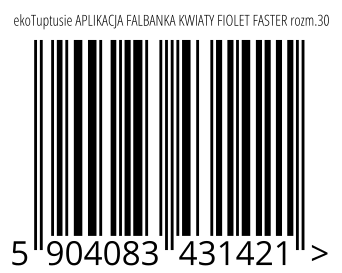 ekoTuptusie APLIKACJA FALBANKA KWIATY FIOLET FASTER rozm.30
5 904083 431421 >